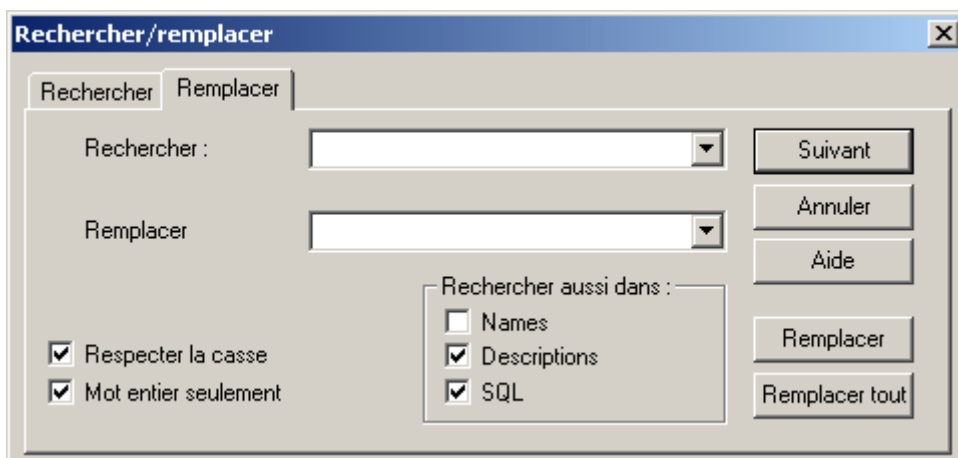 Rechercher/remplacer
Rechercher Remplacer
Rechercher : Suivant
Annuler
Remplacer
Aide
Rechercher aussi dans :
Names
Remplacer
Respecter la casse Descriptions
Mot entier seulement SQL Remplacer tout